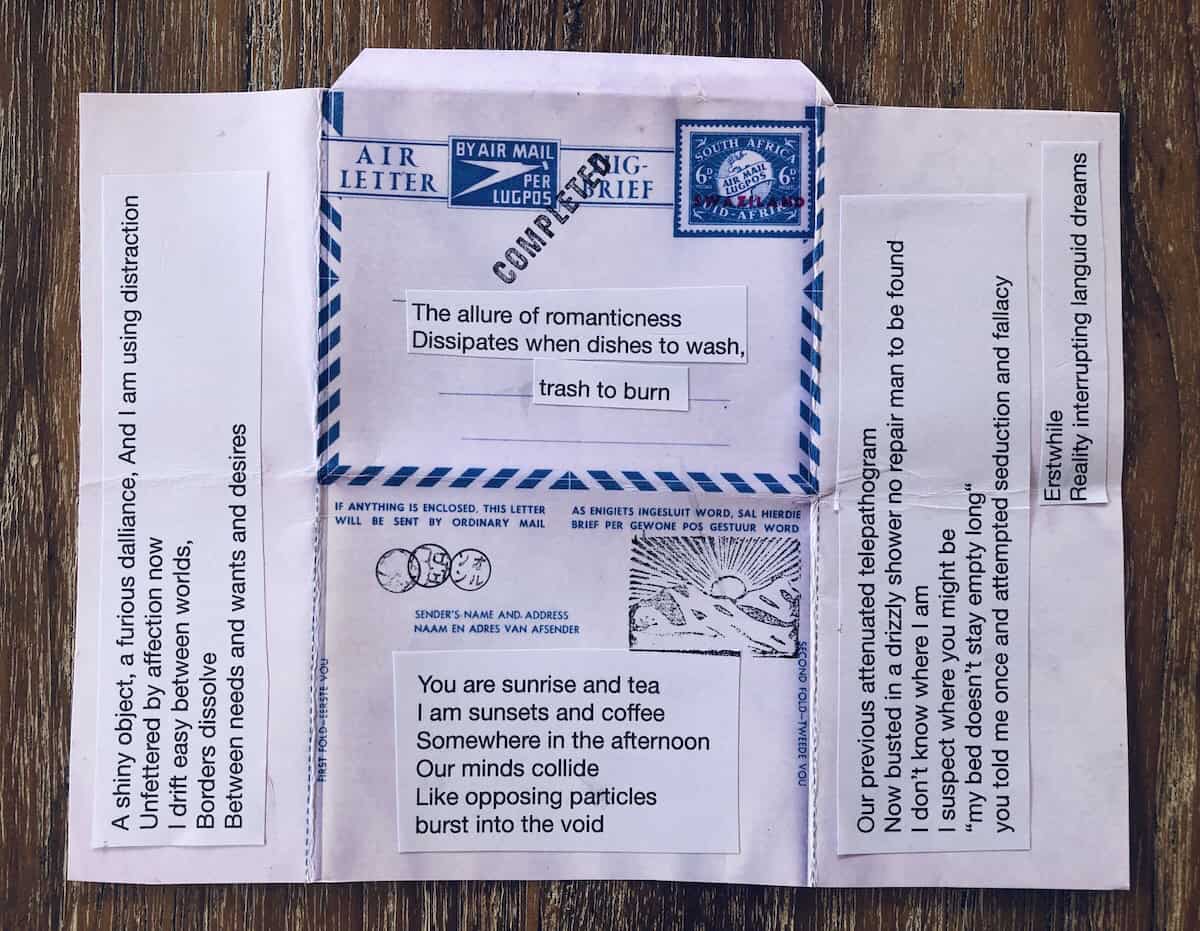 AIR
LETTER
BY AIR MAIL
PER
LUGPOS
BRIEF
SOUTH AFRICA
6D 6D
AIR MAIL
LUGPOS
SWAZILAND
COMPLETED
The allure of romanticness
Dissipates when dishes to wash,
trash to burn
IF ANYTHING IS ENCLOSED, THIS LETTER
WILL BE SENT BY ORDINARY MAIL
AS ENIGIETS INGESLUIT WORD, SAL HIERDIE
BRIEF PER GEWONE POS GESTUUR WORD
SENDER'S NAME AND ADDRESS
NAAM EN ADRES VAN AFSENDER
FIRST FOLD–EERSTE VOU
SECOND FOLD–TWEEDE VOU
You are sunrise and tea
I am sunsets and coffee
Somewhere in the afternoon
Our minds collide
Like opposing particles
burst into the void
A shiny object, a furious dalliance, And I am using distraction
Unfettered by affection now
I drift easy between worlds,
Borders dissolve
Between needs and wants and desires
Our previous attenuated telepathogram
Now busted in a drizzly shower no repair man to be found
I don't know where I am
I suspect where you might be
“my bed doesn't stay empty long“
you told me once and attempted seduction and fallacy
Erstwhile
Reality interrupting languid dreams